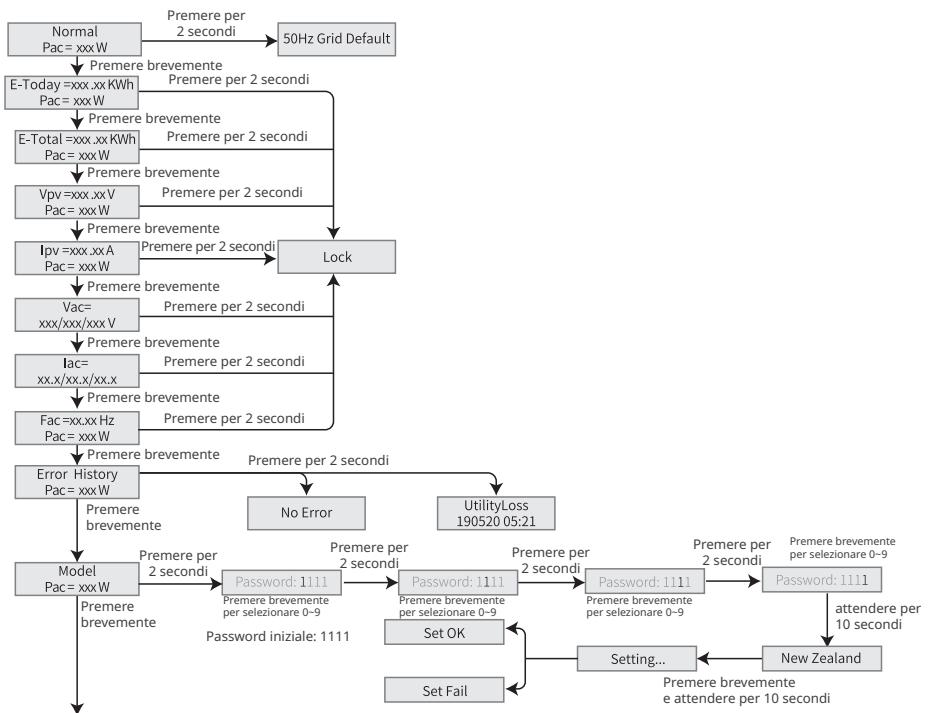 Normal
Pac= xxx W
Premere per
2 secondi
50Hz Grid Default
Premere brevemente
E-Today =xxx.xx KWh
Pac= xxx W
Premere per 2 secondi
Premere brevemente
E-Total =xxx.xx KWh
Pac= xxx W
Premere per 2 secondi
Premere brevemente
Vpv =xxx.xx V
Pac= xxx W
Premere per 2 secondi
Premere brevemente
Ipv =xxx.xx A
Pac= xxx W
Premere per 2 secondi
Lock
Premere brevemente
Vac=
xxx/xxx/xxx V
Premere per 2 secondi
Premere brevemente
Iac=
xx.x/xx.x/xx.x
Premere per 2 secondi
Premere brevemente
Fac=xx.xx Hz
Pac= xxx W
Premere per 2 secondi
Premere brevemente
Error History
Pac= xxx W
Premere per 2 secondi
No Error
UtilityLoss
190520 05:21
Premere
brevemente
Model
Pac= xxx W
Premere per
2 secondi
Password: 1111
Premere brevemente
per selezionare 0~9
Premere per
2 secondi
Password: 1111
Premere brevemente
per selezionare 0~9
Premere per
2 secondi
Password: 1111
Premere brevemente
per selezionare 0~9
Premere per
2 secondi
Premere brevemente
per selezionare 0~9
Password: 1111
Premere
brevemente
Password iniziale: 1111
attendere per
10 secondi
New Zealand
Premere brevemente
e attendere per 10 secondi
Setting...
Set OK
Set Fail